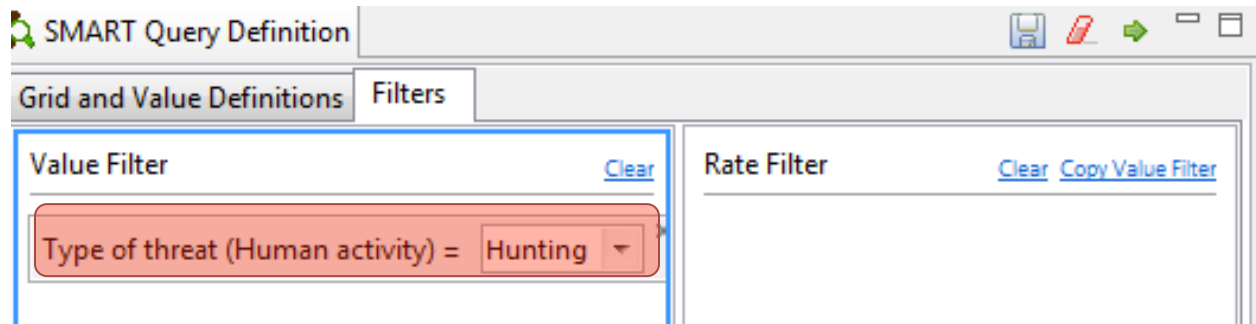 SMART Query Definition
Grid and Value Definitions Filters
Value Filter Clear
Rate Filter Clear Copy Value Filter
Type of threat (Human activity) = Hunting